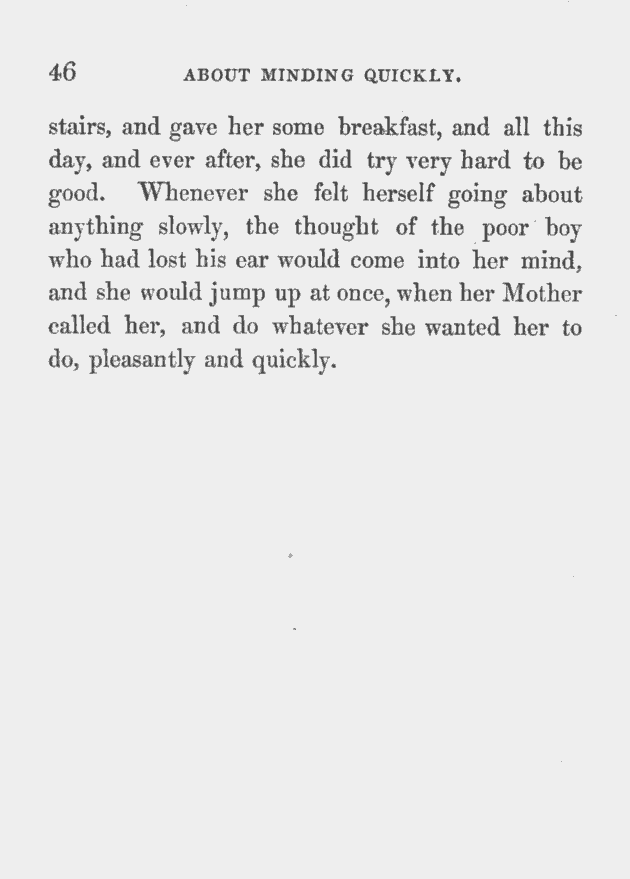 46 ABOUT MINDING QUICKLY.
stairs, and gave her some breakfast, and all this
day, and ever after, she did try very hard to be
good. Whenever she felt herself going about
anything slowly, the thought of the poor boy
who had lost his ear would come into her mind,
and she would jump up at once, when her Mother
called her, and do whatever she wanted her to
do, pleasantly and quickly.